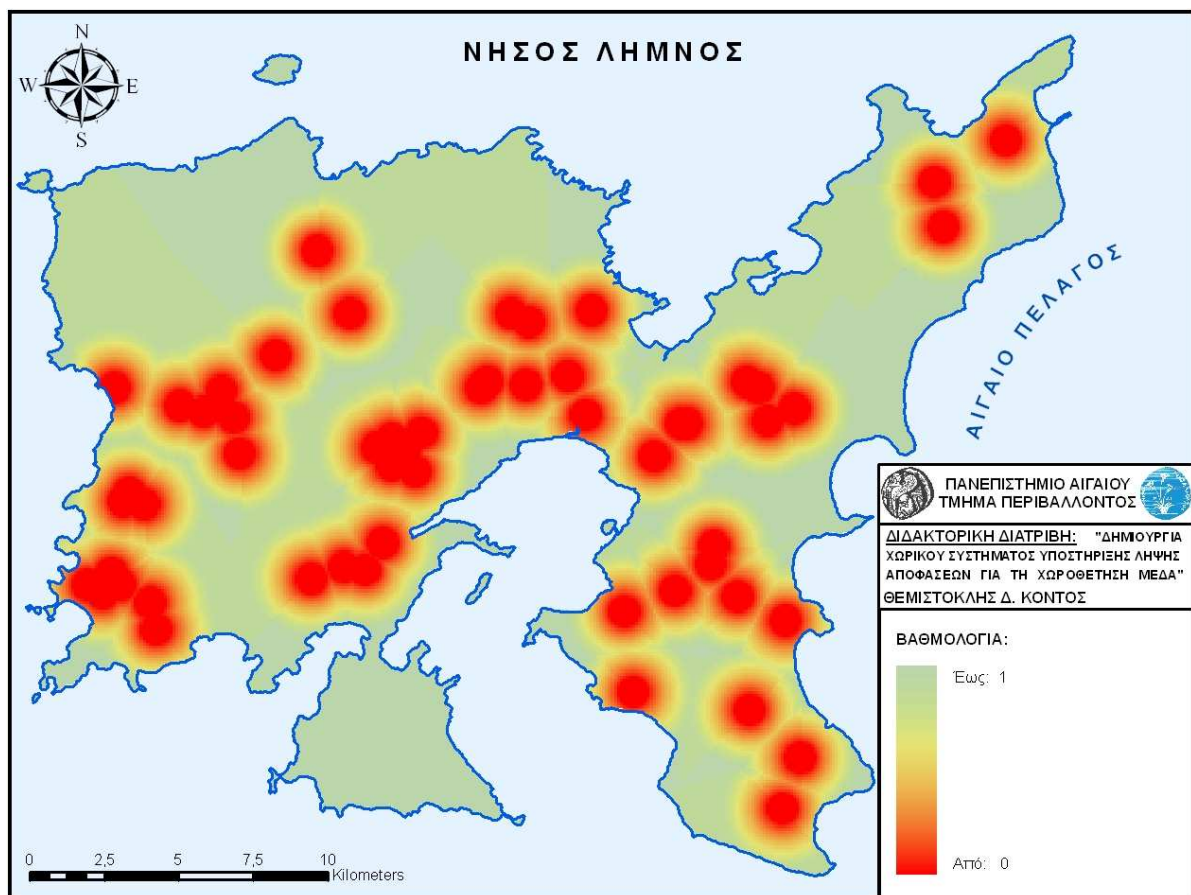 ΝΗΣΟΣ ΛΗΜΝΟΣ
N
W E
S
ΑΙΓΑΙΟ ΠΕΛΑΓΟΣ
ΠΑΝΕΠΙΣΤΗΜΙΟ ΑΙΓΑΙΟΥ
ΤΜΗΜΑ ΠΕΡΙΒΑΛΛΟΝΤΟΣ
ΔΙΔΑΚΤΟΡΙΚΗ ΔΙΑΤΡΙΒΗ: "ΔΗΜΙΟΥΡΓΙΑ
ΧΩΡΙΚΟΥ ΣΥΣΤΗΜΑΤΟΣ ΥΠΟΣΤΗΡΙΞΗΣ ΛΗΨΗΣ
ΑΠΟΦΑΣΕΩΝ ΓΙΑ ΤΗ ΧΩΡΟΘΕΤΗΣΗ ΜΕΔΑ"
ΘΕΜΙΣΤΟΚΛΗΣ Δ. ΚΟΝΤΟΣ
ΒΑΘΜΟΛΟΓΙΑ:
Έως: 1
Από: 0
0 2,5 5 7,5 10
Kilometers